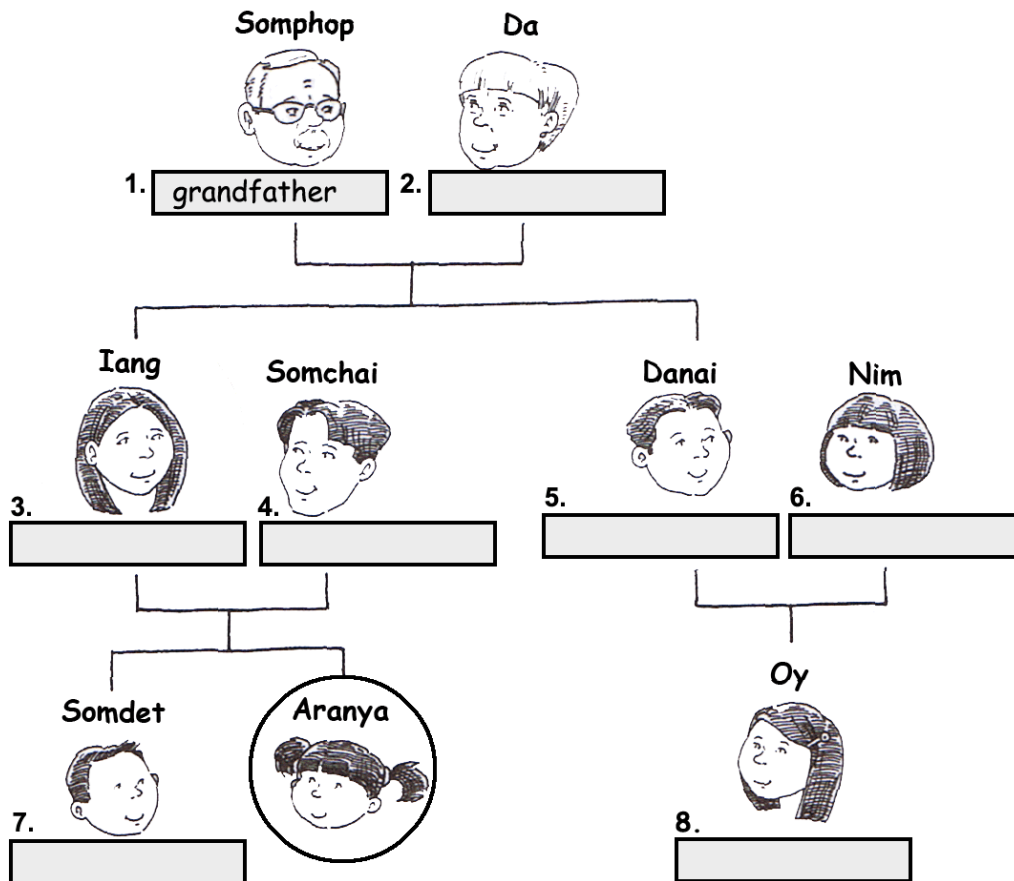 Somphop Da
1. grandfather 2.
Iang Somchai Danai Nim
3. 4. 5. 6.
Oy
Somdet Aranya
7. 8.